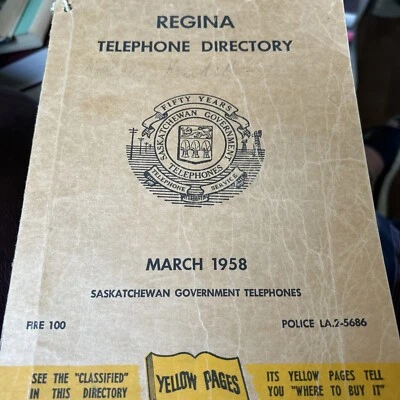 REGINA
TELEPHONE DIRECTORY
FIFTY YEARS
SASKATCHEWAN GOVERNMENT
TELEPHONES
TELEPHONE SERVICE
MARCH 1958
SASKATCHEWAN GOVERNMENT TELEPHONES
FIRE 100
POLICE LA.2-5686
SEE THE "CLASSIFIED"
IN THIS DIRECTORY
YELLOW PAGES
ITS YELLOW PAGES TELL
YOU "WHERE TO BUY IT"